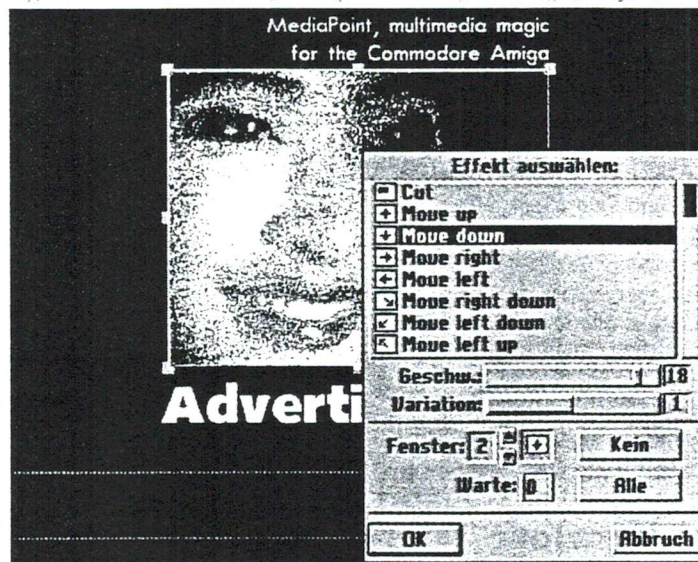 MediaPoint, multimedia magic
for the Commodore Amiga
Effekt auswählen:
Cut
Move up
Move down
Move right
Move left
Move right down
Move left down
Move left up
Geschw.: 18
Variation: 1
Adverti
Fenster: 2 Kein
Warte: 0 Alle
OK Abbruch